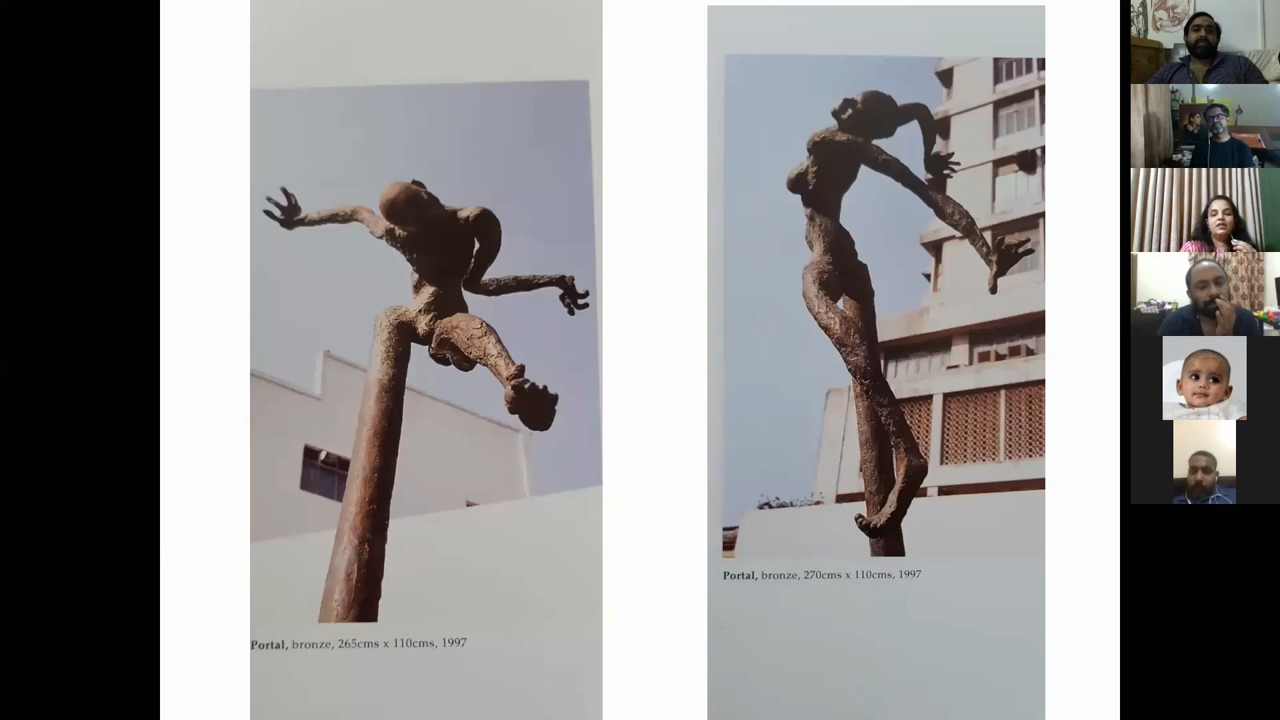 Portal, bronze, 265cms x 110cms, 1997
Portal, bronze, 270cms x 110cms, 1997